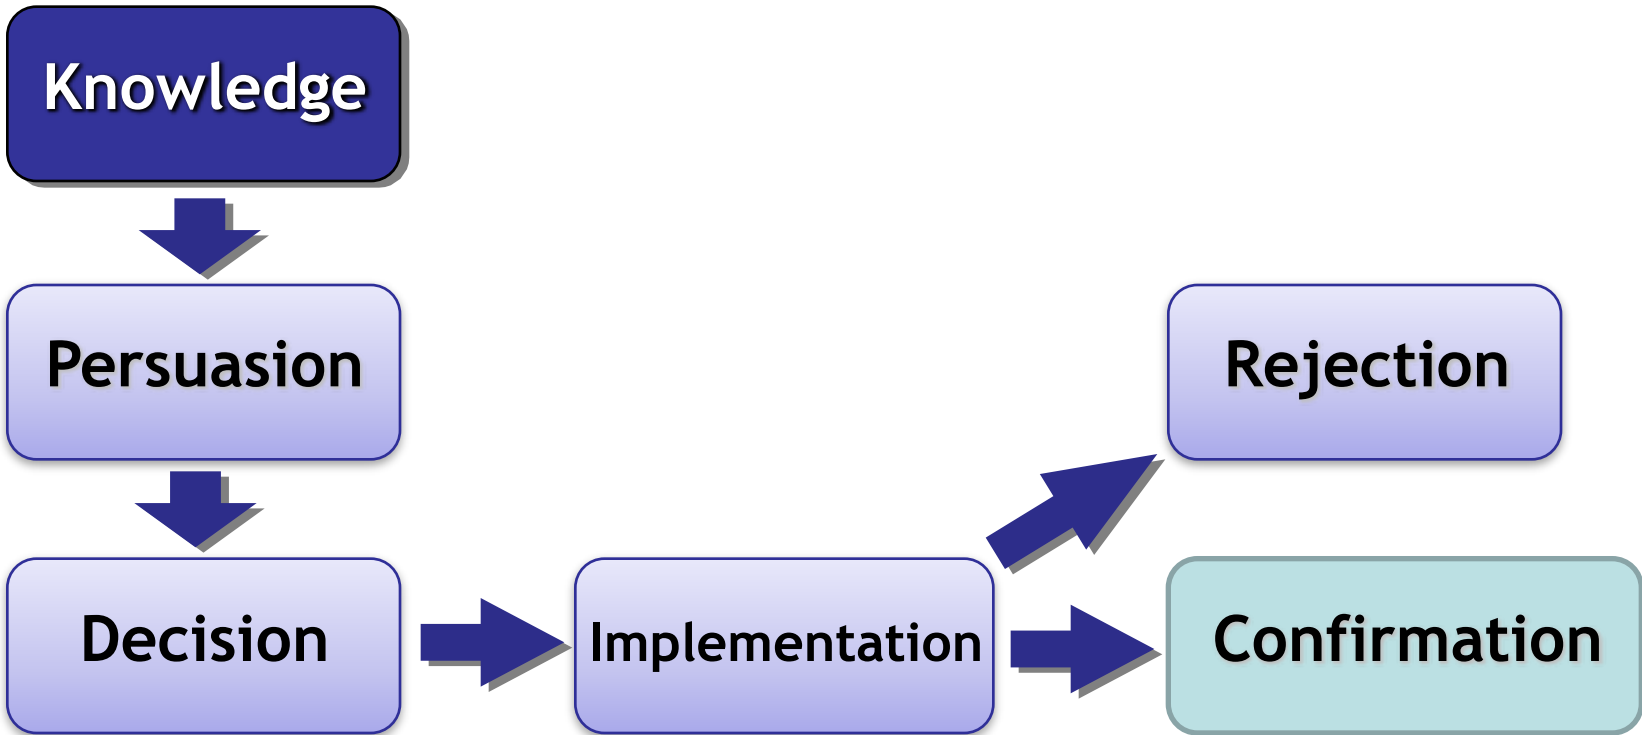 Knowledge
Persuasion
Rejection
Decision
Implementation
Confirmation